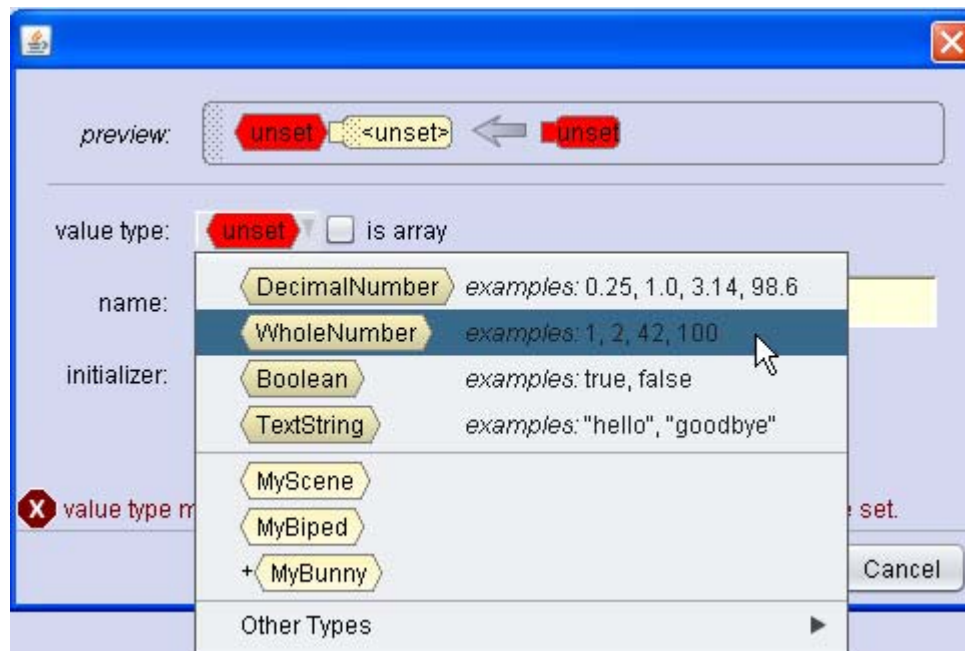 preview: unset <unset> unset
value type: unset is array
DecimalNumber examples: 0.25, 1.0, 3.14, 98.6
name:
WholeNumber examples: 1, 2, 42, 100
initializer:
Boolean examples: true, false
TextString examples: "hello", "goodbye"
MyScene
value type set.
MyBiped
+ MyBunny
Cancel
Other Types